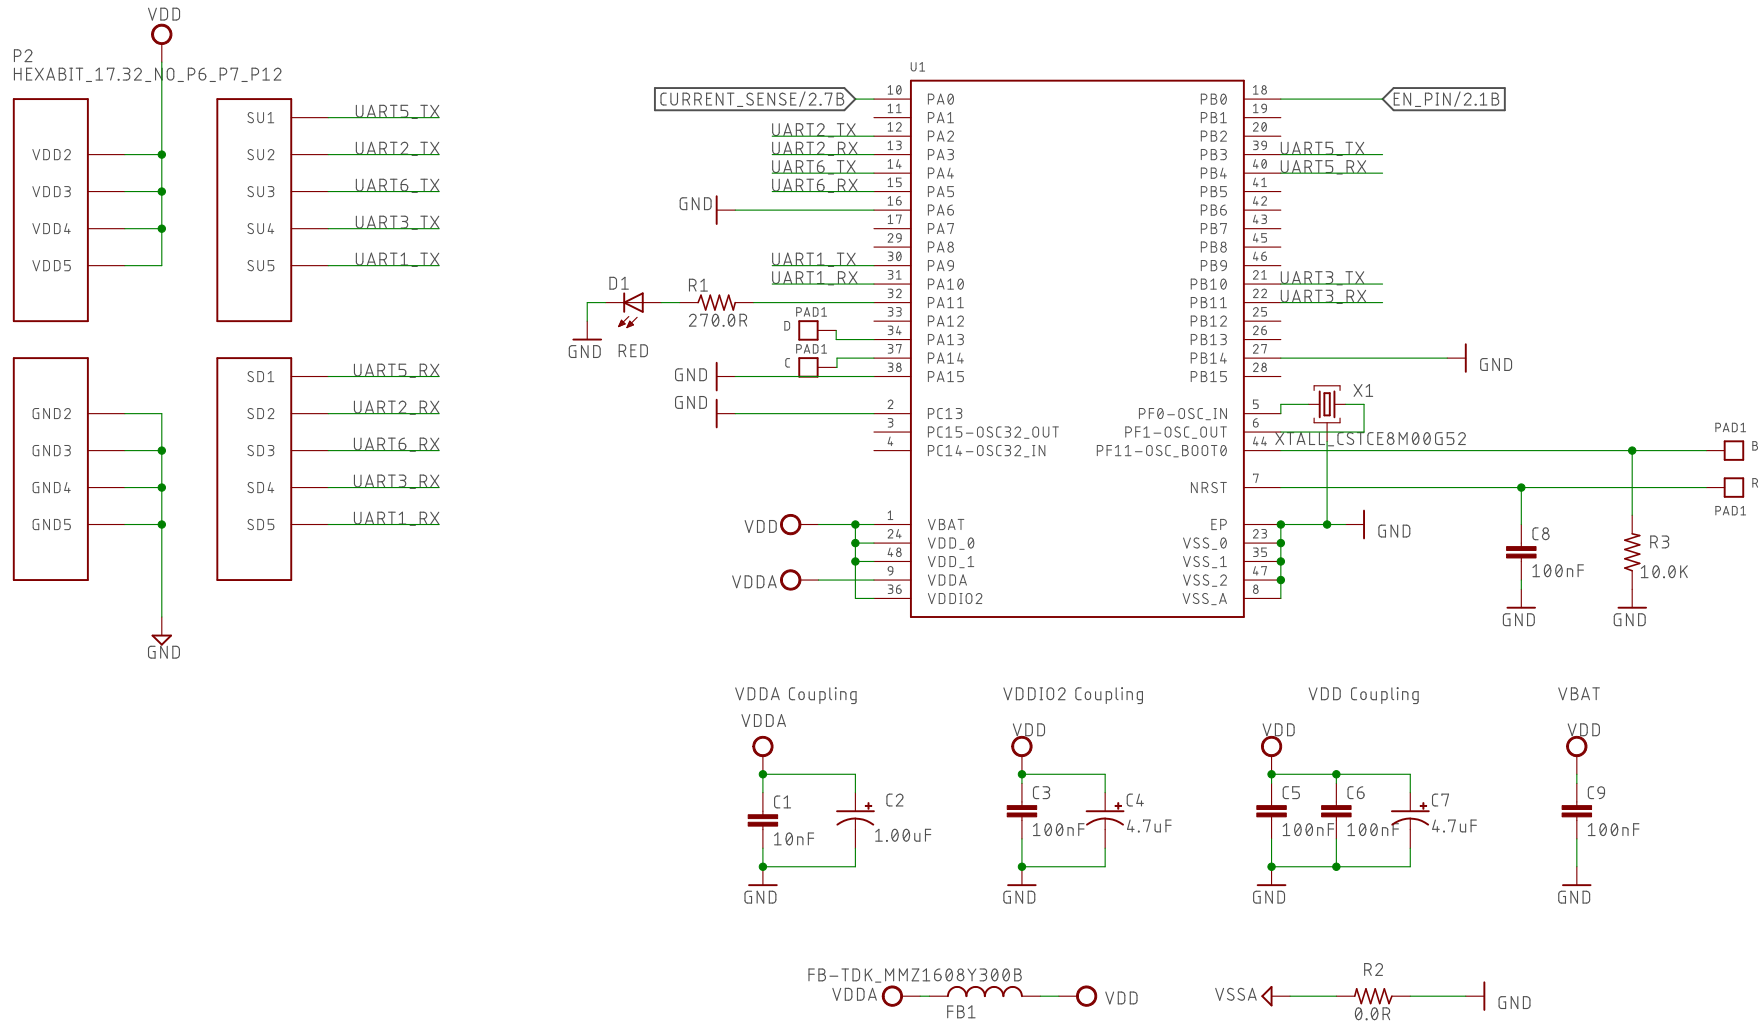 VDD
P2
HEXABIT_17.32_NO_P6_P7_P12
VDD2
VDD3
VDD4
VDD5
SU1 UART5_TX
SU2 UART2_TX
SU3 UART6_TX
SU4 UART3_TX
SU5 UART1_TX
GND2
GND3
GND4
GND5
GND
SD1 UART5_RX
SD2 UART2_RX
SD3 UART6_RX
SD4 UART3_RX
SD5 UART1_RX
U1
CURRENT_SENSE/2.7B 10 PA0
11 PA1
UART2_TX 12 PA2
UART2_RX 13 PA3
UART6_TX 14 PA4
UART6_RX 15 PA5
GND 16 PA6
17 PA7
29 PA8
UART1_TX 30 PA9
UART1_RX 31 PA10
D1 R1 32 PA11
270.0R
GND RED
33 PA12
PAD1
D 34 PA13
PAD1
C 37 PA14
GND 38 PA15
GND 2 PC13
3 PC15-OSC32_OUT
4 PC14-OSC32_IN
VDD 1 VBAT
24 VDD_0
48 VDD_1
VDDA 9 VDDA
36 VDDIO2
PB0 18 EN_PIN/2.1B
PB1 19
PB2 20
PB3 39 UART5_TX
PB4 40 UART5_RX
PB5 41
PB6 42
PB7 43
PB8 45
PB9 46
PB10 21 UART3_TX
PB11 22 UART3_RX
PB12 25
PB13 26
PB14 27 GND
PB15 28
PF0-OSC_IN 5 X1
PF1-OSC_OUT 6
XTALL_CSTCE8M00G52
PF11-OSC_BOOT0 44
PAD1
B
NRST 7
R
PAD1
EP GND
VSS_0 23
VSS_1 35
VSS_2 47
VSS_A 8
C8
100nF
GND
R3
10.0K
GND
VDDA Coupling
VDDA
C1
10nF
C2
1.00uF
GND
VDDIO2 Coupling
VDD
C3
100nF
C4
4.7uF
GND
VDD Coupling
VDD
C5
100nF
C6
100nF
C7
4.7uF
GND
VBAT
VDD
C9
100nF
GND
FB-TDK_MMZ1608Y300B
VDDA VDD
FB1
R2
VSSA GND
0.0R